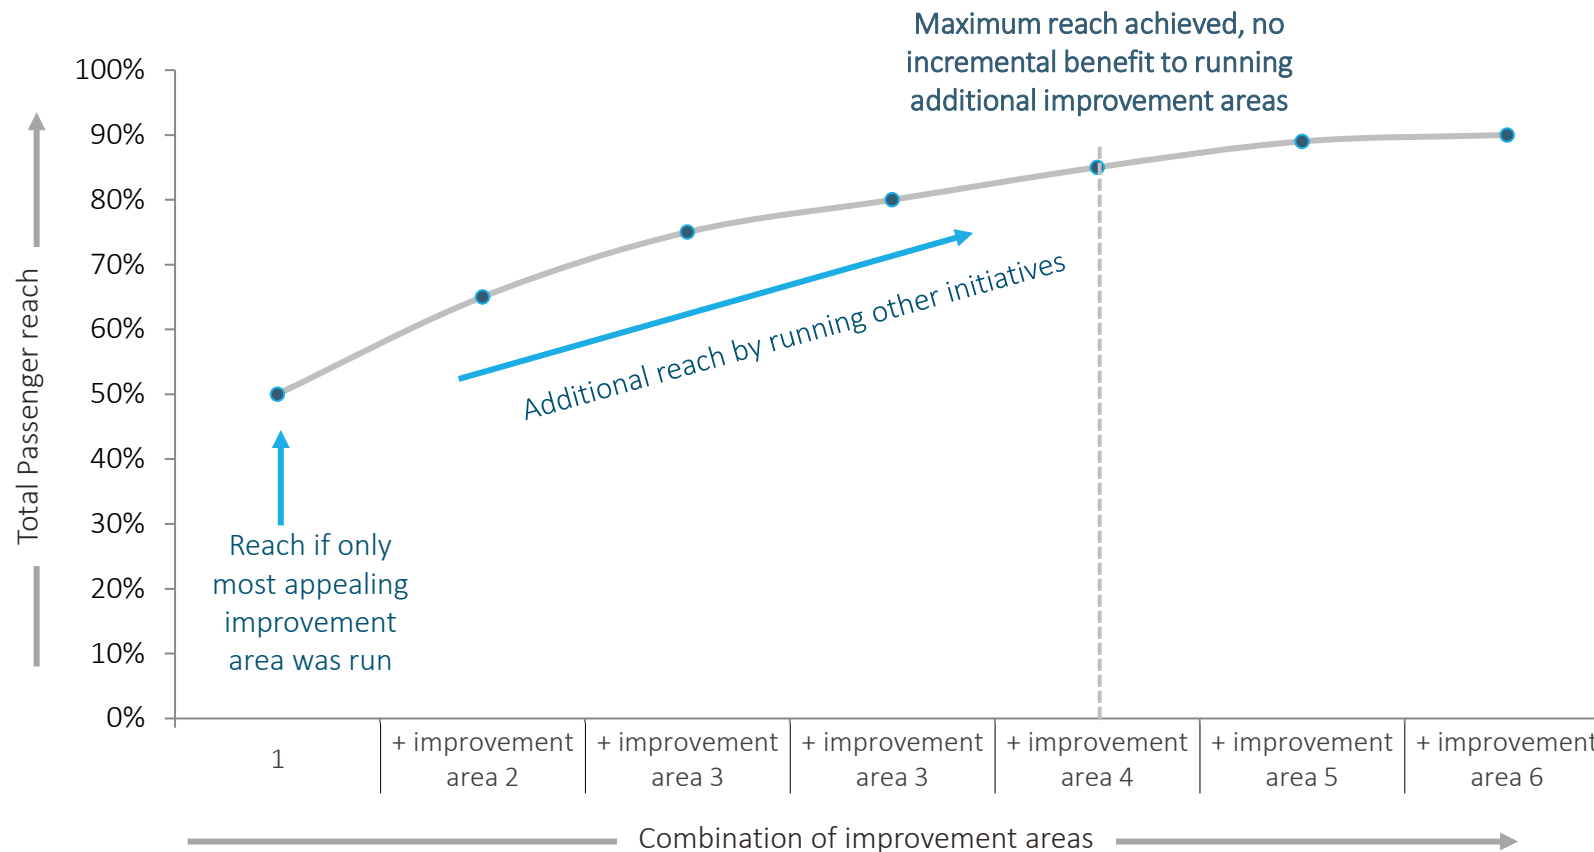 Maximum reach achieved, no
incremental benefit to running
additional improvement areas
100%
90%
80%
70%
60%
50%
40%
30%
20%
10%
0%
Total Passenger reach
Additional reach by running other initiatives
Reach if only
most appealing
improvement
area was run
1
+ improvement
area 2
+ improvement
area 3
+ improvement
area 3
+ improvement
area 4
+ improvement
area 5
+ improvement
area 6
Combination of improvement areas